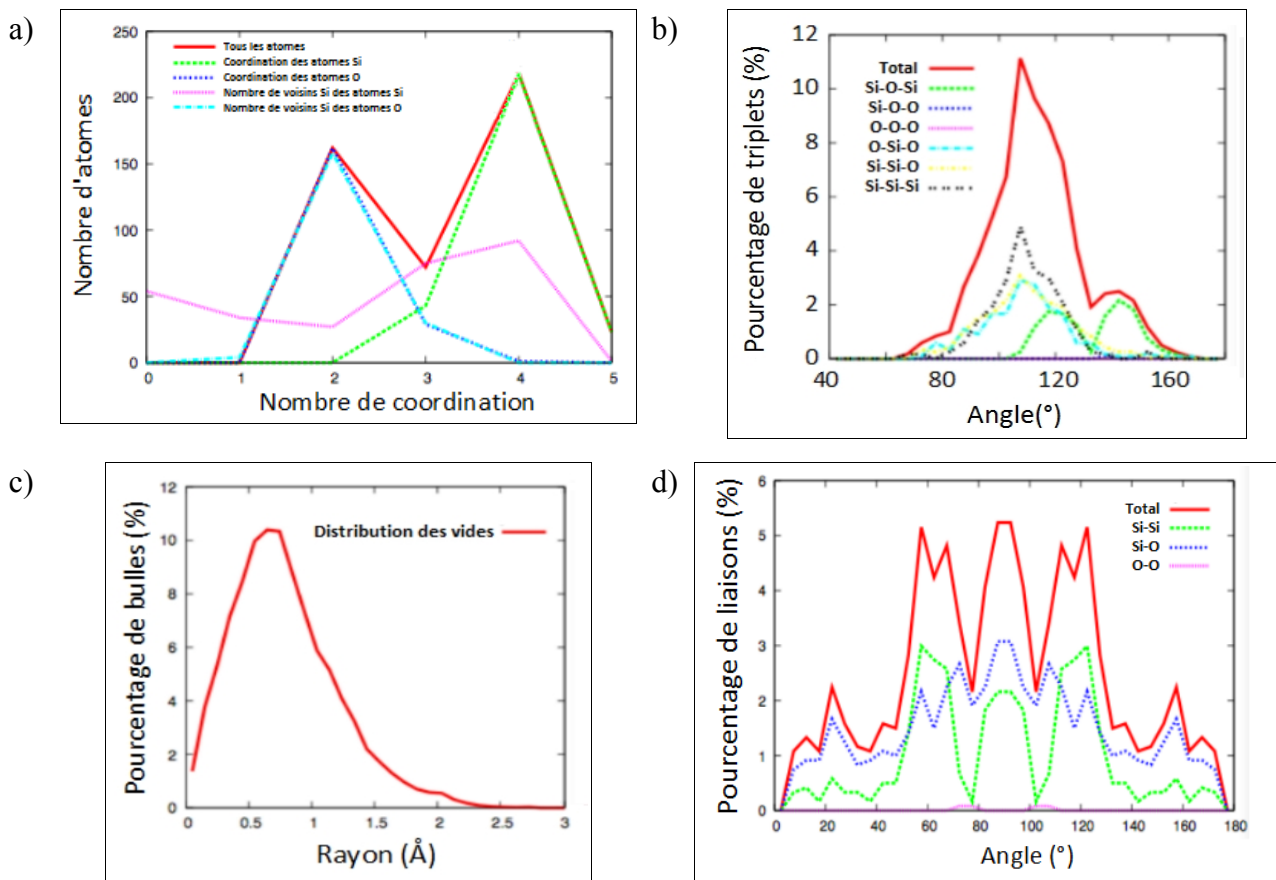 a)
250
200
150
100
50
0
Nombre d'atomes
Tous les atomes
Coordination des atomes Si
Coordination des atomes O
Nombre de voisins Si des atomes Si
Nombre de voisins Si des atomes O
0 1 2 3 4 5
Nombre de coordination
b)
12
10
8
6
4
2
0
Pourcentage de triplets (%)
Total
Si-O-Si
Si-O-O
O-O-O
O-Si-O
Si-Si-O
Si-Si-Si
40 80 120 160
Angle(°)
c)
12
10
8
6
4
2
0
Pourcentage de bulles (%)
Distribution des vides
0 0.5 1 1.5 2 2.5 3
Rayon (Å)
d)
6
5
4
3
2
1
0
Pourcentage de liaisons (%)
Total
Si-Si
Si-O
O-O
0 20 40 60 80 100 120 140 160 180
Angle (°)